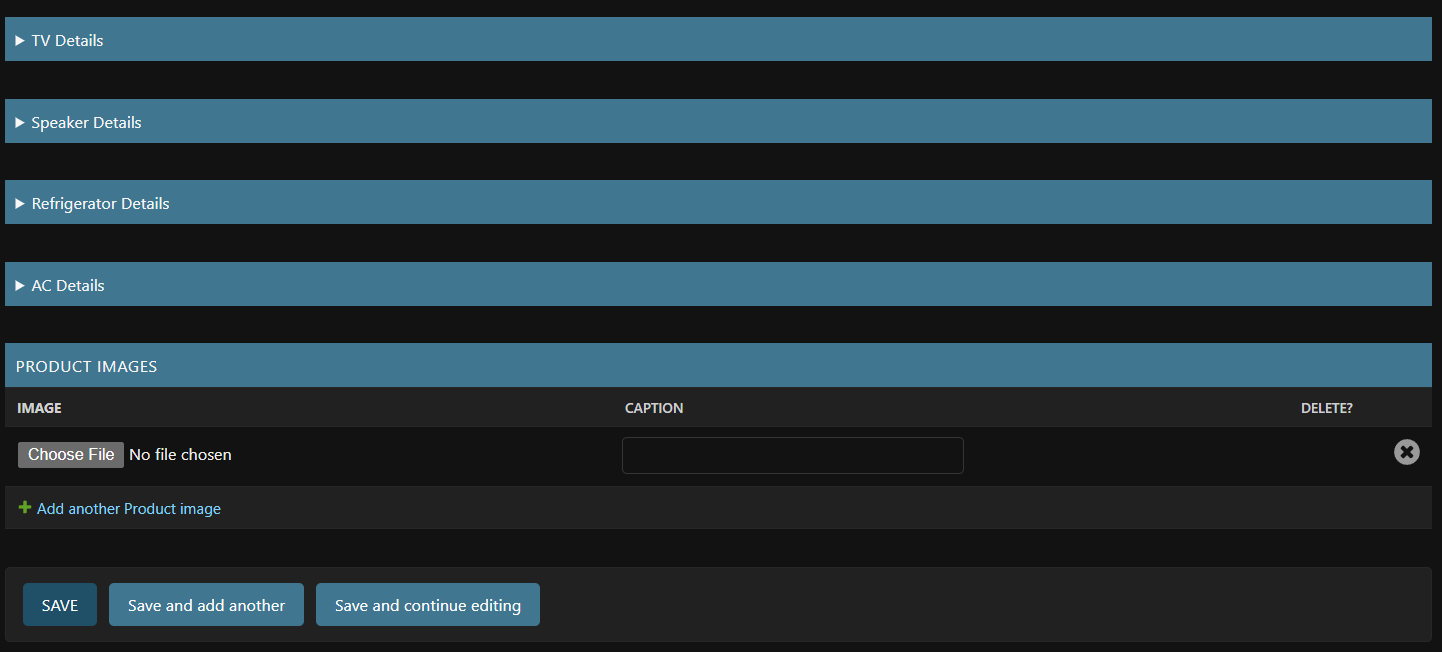 TV Details
Speaker Details
Refrigerator Details
AC Details
PRODUCT IMAGES
IMAGE CAPTION DELETE?
Choose File No file chosen
Add another Product image
SAVE Save and add another Save and continue editing